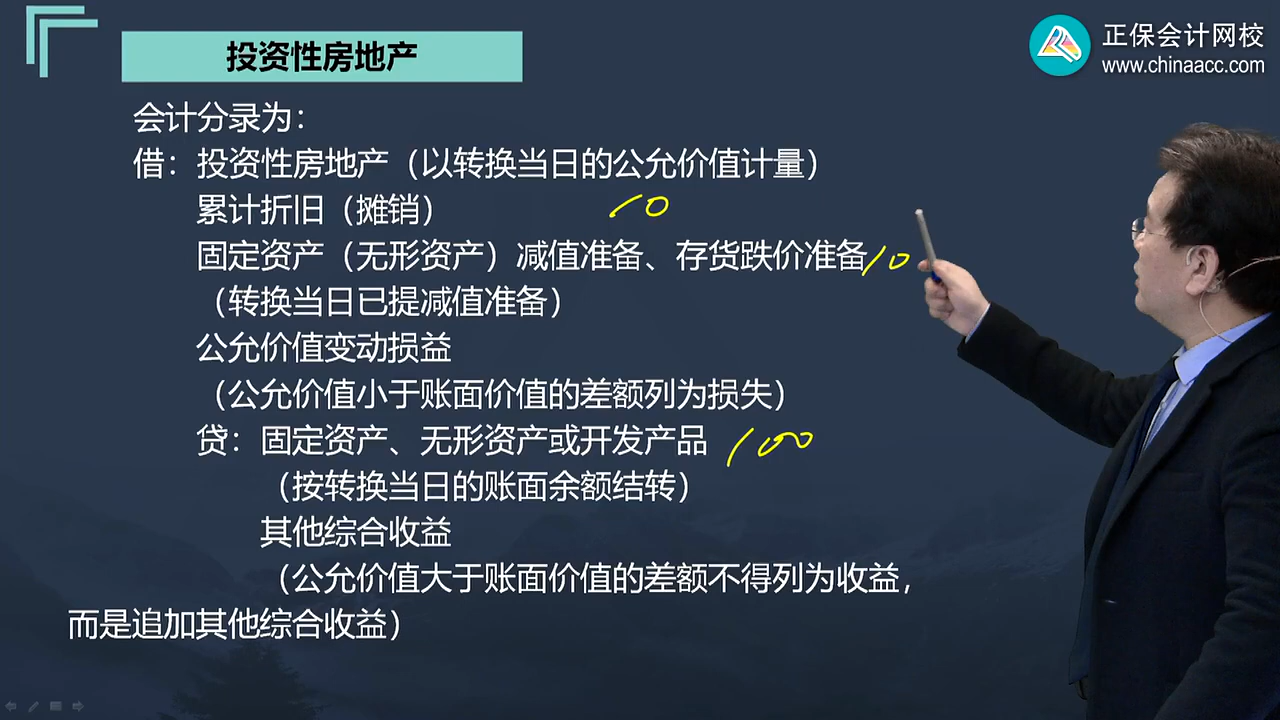 投资性房地产
正保会计网校
www.chinaacc.com
会计分录为：
借：投资性房地产（以转换当日的公允价值计量）
累计折旧（摊销） 10
固定资产（无形资产）减值准备、存货跌价准备 10
（转换当日已提减值准备）
公允价值变动损益
（公允价值小于账面价值的差额列为损失）
贷：固定资产、无形资产或开发产品 100
（按转换当日的账面余额结转）
其他综合收益
（公允价值大于账面价值的差额不得列为收益，
而是追加其他综合收益）